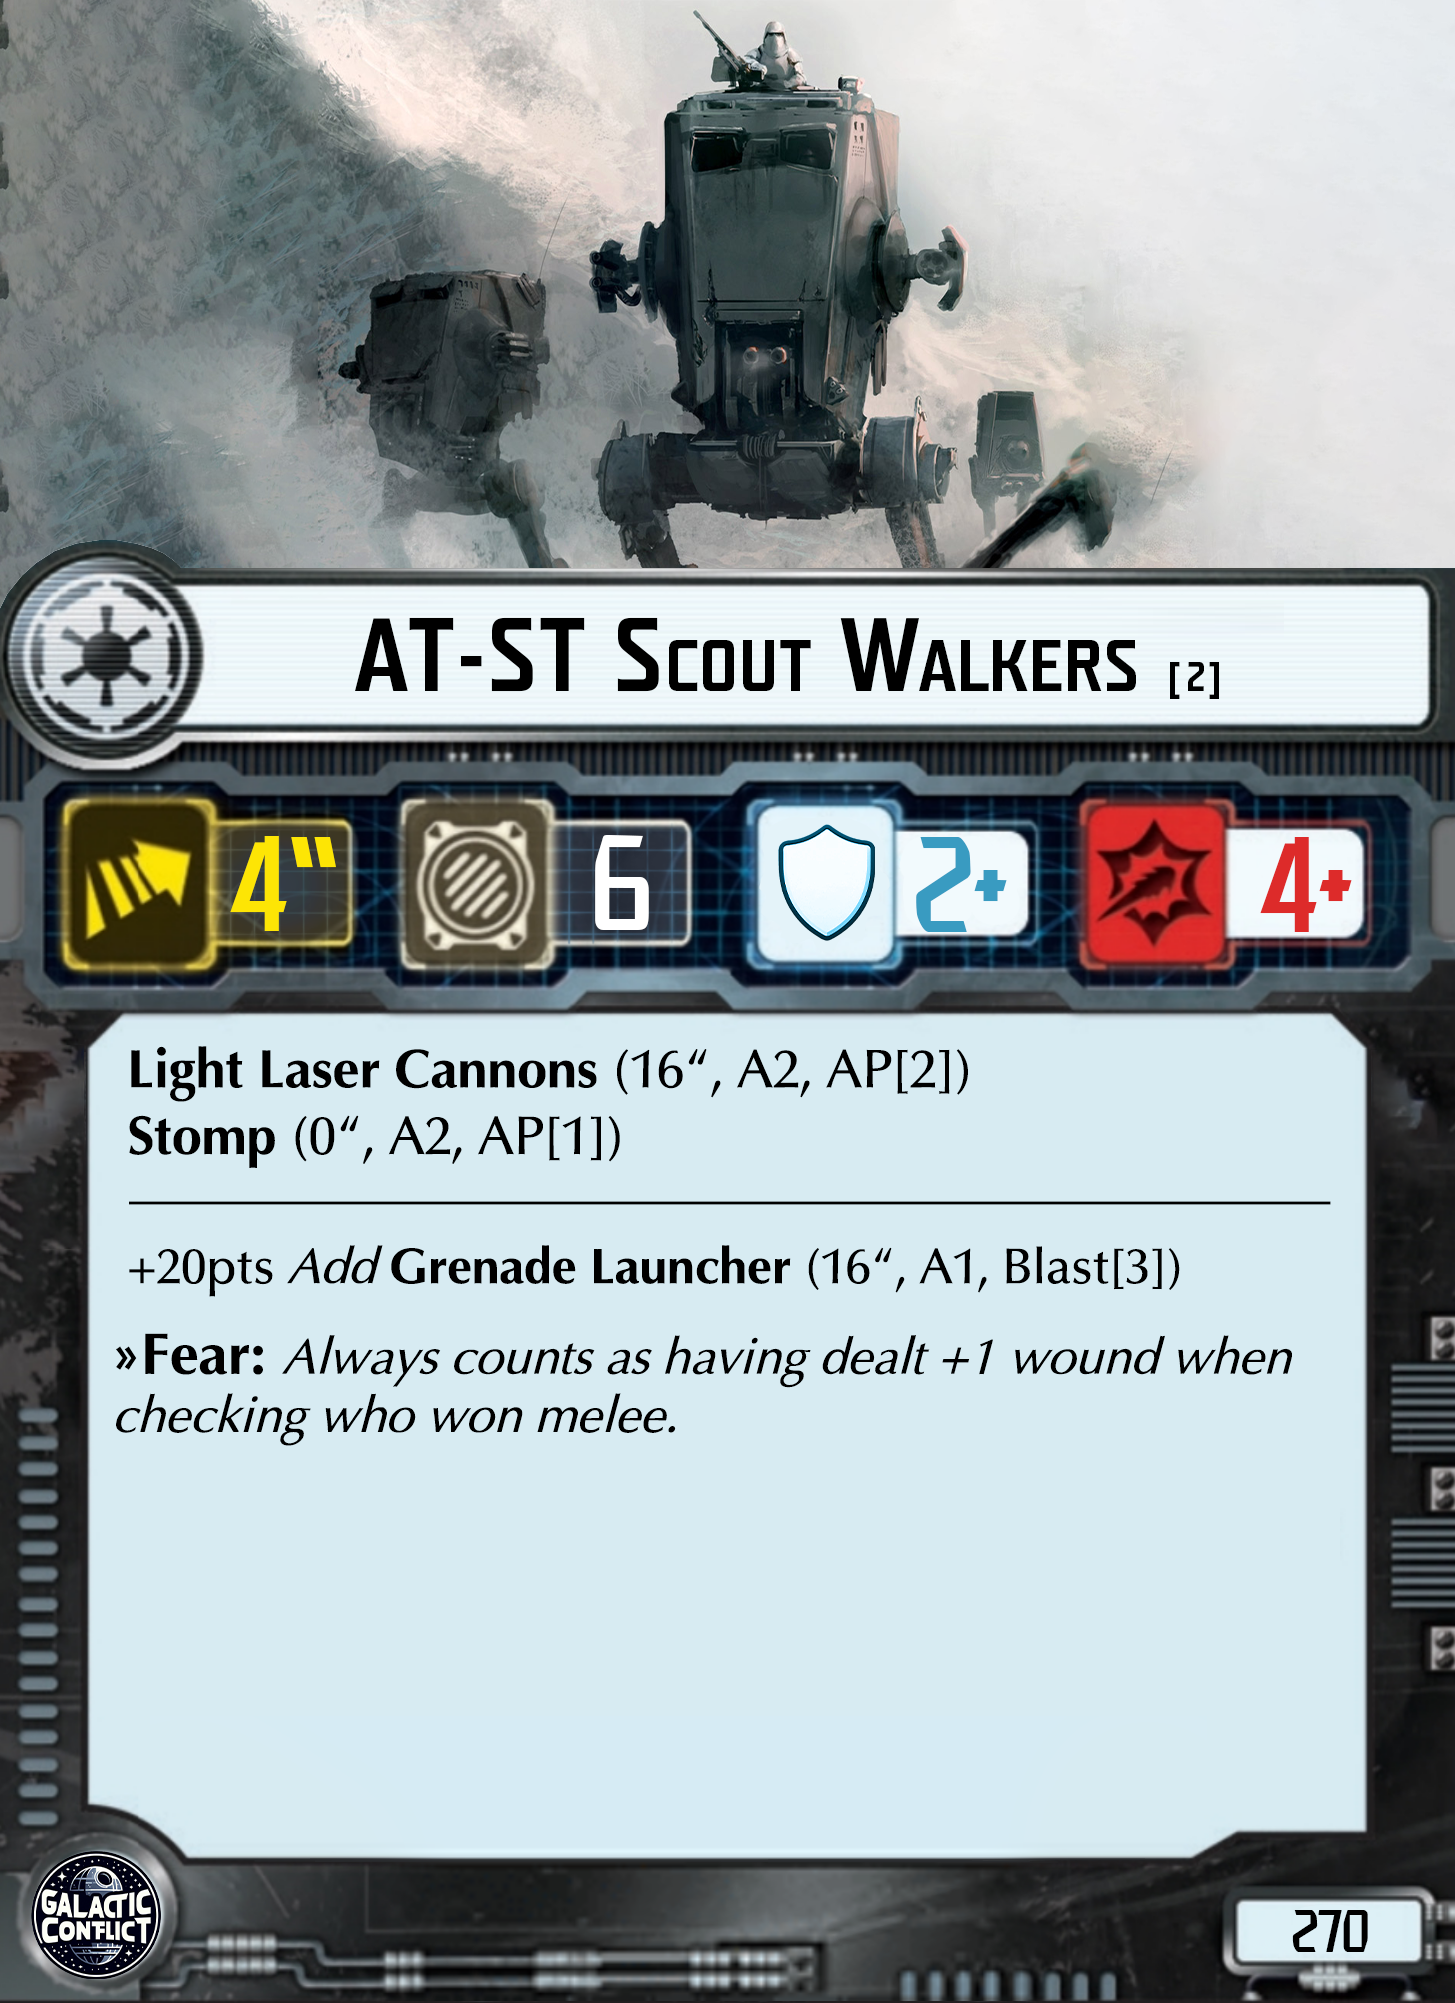 AT-ST Scout Walkers [2]
4" 6 2+ 4+
Light Laser Cannons (16“, A2, AP[2])
Stomp (0“, A2, AP[1])
+20pts Add Grenade Launcher (16“, A1, Blast[3])
»Fear: Always counts as having dealt +1 wound when
checking who won melee.
GALACTIC
CONFLICT
270